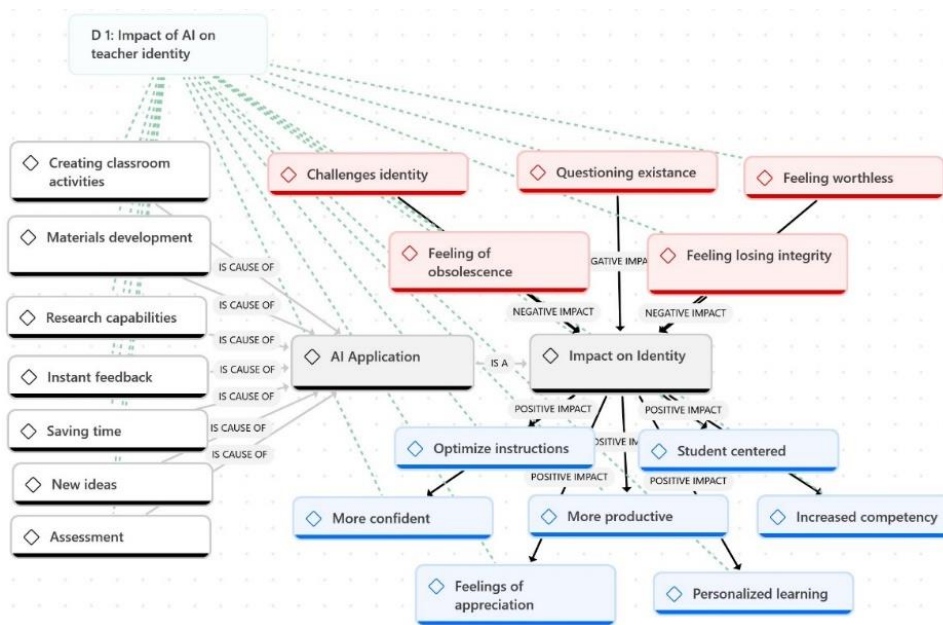 D 1: Impact of AI on
teacher identity
Creating classroom
activities
Challenges identity
Questioning existance
Feeling worthless
Materials development
Feeling of
obsolescence
GATIVE IMPA
Feeling losing integrity
IS CAUSE OF
IS CAUSE OF
Research capabilities
NEGATIVE IMPACT
NEGATIVE IMPACT
IS CAUSE OF
AI Application
IS A
Impact on Identity
Instant feedback
IS CAUSE OF
IS CAUSE OF
POSITIVE IMPACT
POSITIVE IMPACT
Saving time
IS CAUSE OF
IS CAUSE OF
Optimize instructions
POSITIVE IM
Student centered
New ideas
POSITIVE IMPACT
POSITIVE IMPACT
More confident
More productive
Increased competency
Assessment
Feelings of
appreciation
Personalized learning